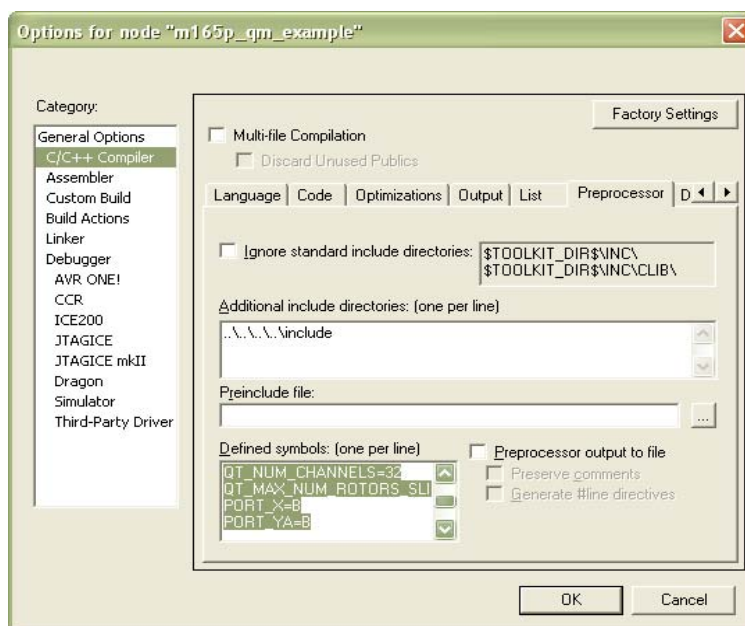 Options for node "m165p_qm_example"
Category:
Factory Settings
General Options
C/C++ Compiler
Assembler
Custom Build
Build Actions
Linker
Debugger
AVR ONE!
CCR
ICE200
JTAGICE
JTAGICE mkII
Dragon
Simulator
Third-Party Driver
Multi-file Compilation
Discard Unused Publics
Language Code Optimizations Output List Preprocessor D
Ignore standard include directories:
$TOOLKIT_DIR$\INC\
$TOOLKIT_DIR$\INC\CLIB\
Additional include directories: (one per line)
..\..\..\..\include
Preinclude file:
...
Defined symbols: (one per line)
QT_NUM_CHANNELS=32
QT_MAX_NUM_ROTORS_SLI
PORT_X=B
PORT_YA=B
Preprocessor output to file
Preserve comments
Generate #line directives
OK Cancel